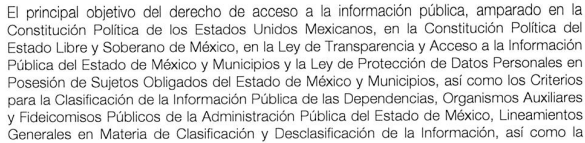 El principal objetivo del derecho de acceso a la información pública, amparado en la
Constitución Política de los Estados Unidos Mexicanos, en la Constitución Política del
Estado Libre y Soberano de México, en la Ley de Transparencia y Acceso a la Información
Pública del Estado de México y Municipios y la Ley de Protección de Datos Personales en
Posesión de Sujetos Obligados del Estado de México y Municipios, así como los Criterios
para la Clasificación de la Información Pública de las Dependencias, Organismos Auxiliares
y Fideicomisos Públicos de la Administración Pública del Estado de México, Lineamientos
Generales en Materia de Clasificación y Desclasificación de la Información, así como la